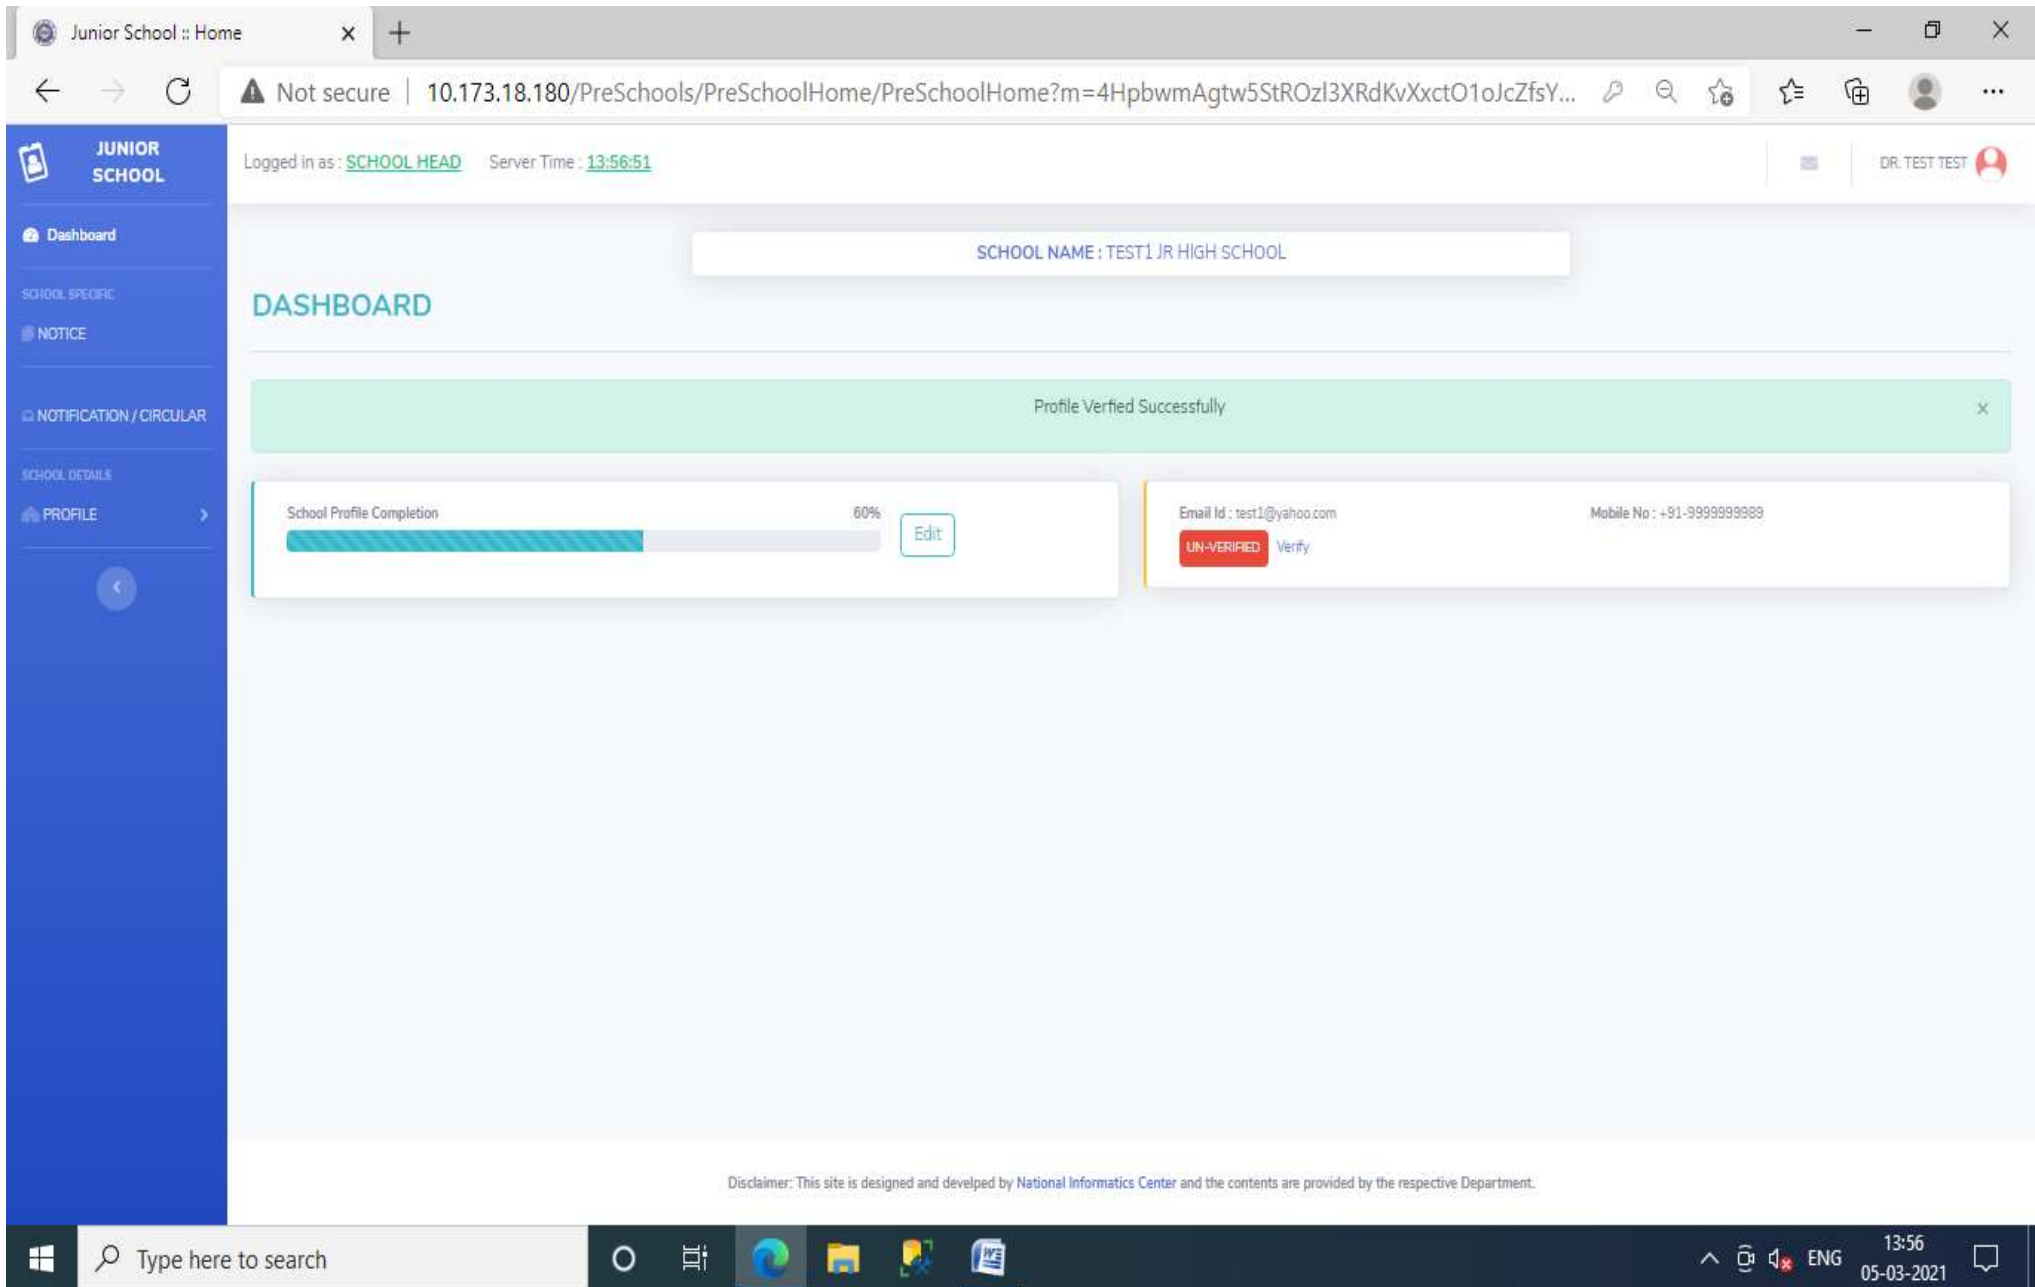 Junior School :: Home
Not secure | 10.173.18.180/PreSchools/PreSchoolHome/PreSchoolHome?m=4HpbwmAgtw5StROzl3XRdKvXxctO1oJcZfsY...
JUNIOR
SCHOOL
Logged in as : SCHOOL HEAD Server Time : 13:56:51
DR. TEST TEST
Dashboard
SCHOOL NAME : TEST1 JR HIGH SCHOOL
SCHOOL SPECIFIC
DASHBOARD
NOTICE
Profile Verfied Successfully
NOTIFICATION / CIRCULAR
SCHOOL DETAILS
PROFILE
School Profile Completion 60%
Edit
Email Id : test1@yahoo.com Mobile No : +91-9999999989
UN-VERIFIED Verify
Disclaimer: This site is designed and develped by National Informatics Center and the contents are provided by the respective Department.
Type here to search
ENG
13:56
05-03-2021